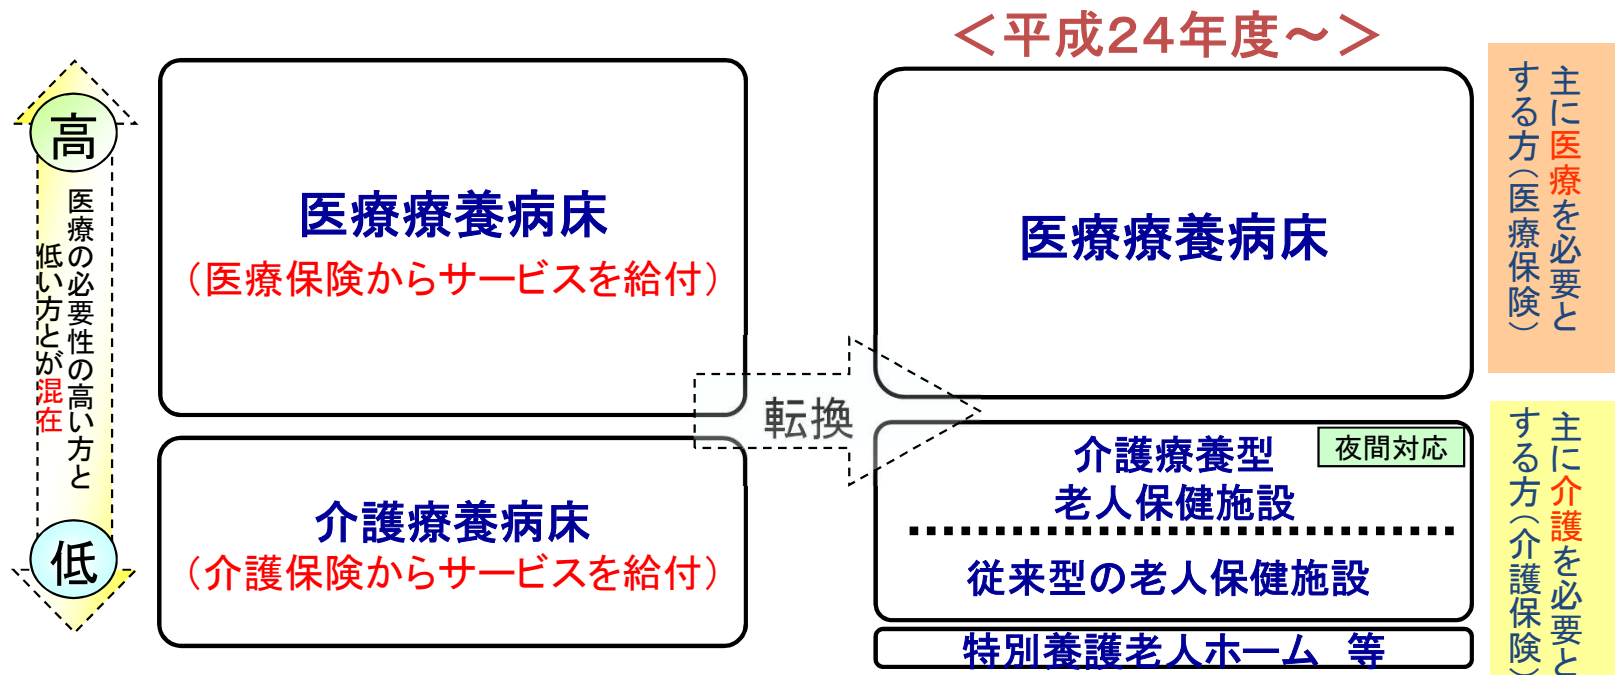 ＜平成２４年度～＞
高
医療の必要性の高い方と
低い方とが混在
低
医療療養病床
（医療保険からサービスを給付）
介護療養病床
（介護保険からサービスを給付）
転換
医療療養病床
介護療養型
老人保健施設
夜間対応
従来型の老人保健施設
特別養護老人ホーム　等
主に医療を必要と
する方（医療保険）
主に介護を必要と
する方（介護保険）